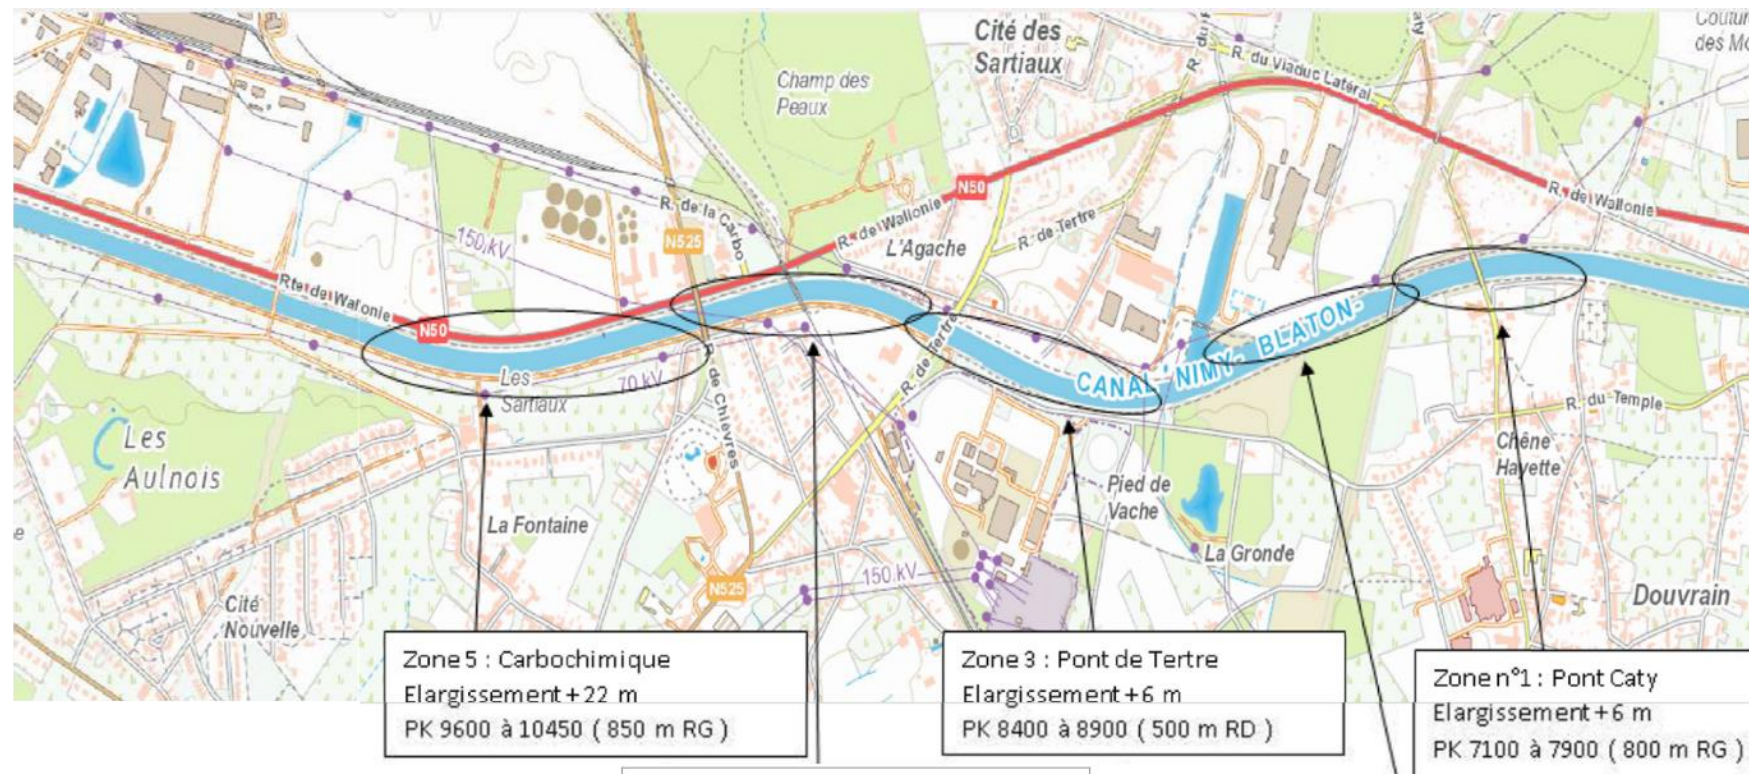 Cité des
Sartiaux
Champ des
Peaux
R. du Viaduc Latéral
des
N50
R. de Wallonie
R. de la Carbo
R. de Wallonie
L'Agache
R. de Tertre
N525
150 kV
Rte de Wallonie
N50
Les
Sartiaux
70 kV
R. de Tertre
CANAL NIMY - BLATON -
R. de Chièvres
R. du Temple
Les
Aulnois
Chêne
Hayette
Pied de
Vache
La Fontaine
La Gronde
150 kV
N525
Cité
Nouvelle
Douvrain
Zone 5 : Carbochimique
Elargissement + 22 m
PK 9600 à 10450 ( 850 m RG )
Zone 3 : Pont de Tertre
Elargissement + 6 m
PK 8400 à 8900 ( 500 m RD )
Zone n°1 : Pont Caty
Elargissement + 6 m
PK 7100 à 7900 ( 800 m RG )